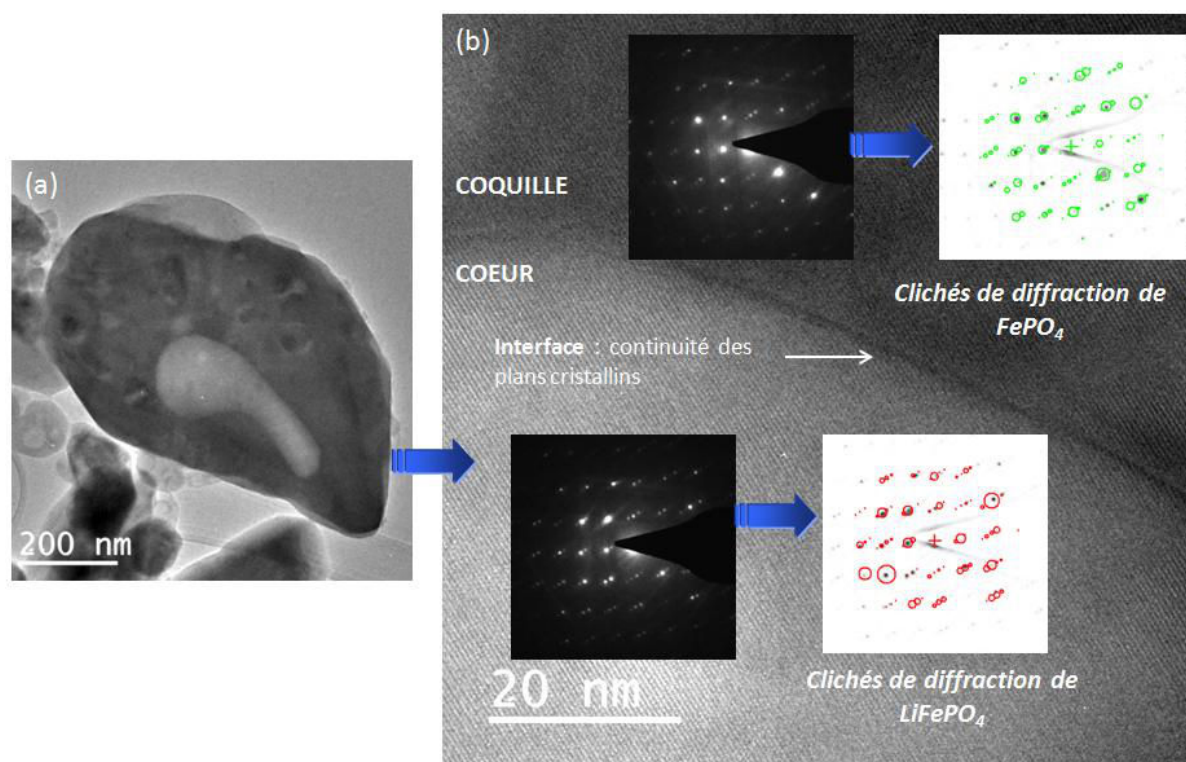 (a)
200 nm
(b)
COQUILLE
COEUR
Clichés de diffraction de
FePO₄
Interface : continuité des
plans cristallins
20 nm
Clichés de diffraction de
LiFePO₄